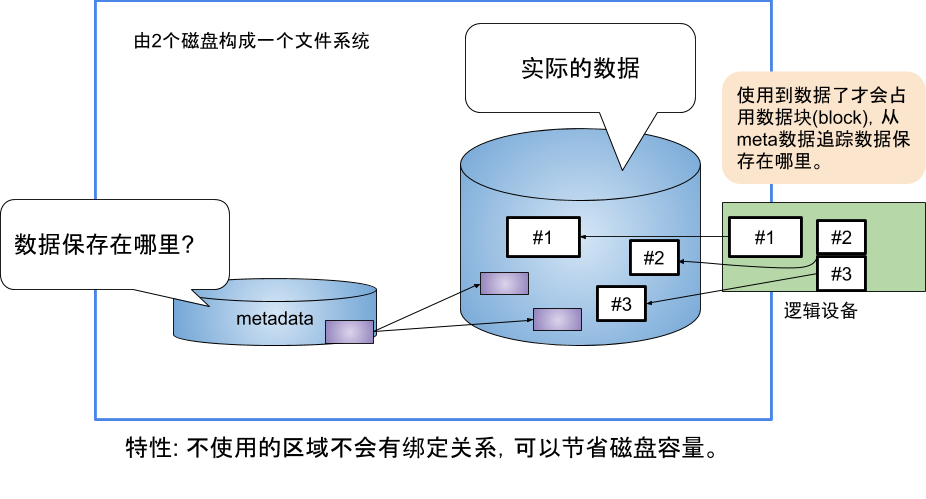 由2个磁盘构成一个文件系统
实际的数据
使用到数据了才会占
用数据块(block), 从
meta数据追踪数据保
存在哪里。
数据保存在哪里?
#1
#2
#3
#1
#2
#3
metadata
逻辑设备
特性: 不使用的区域不会有绑定关系, 可以节省磁盘容量。